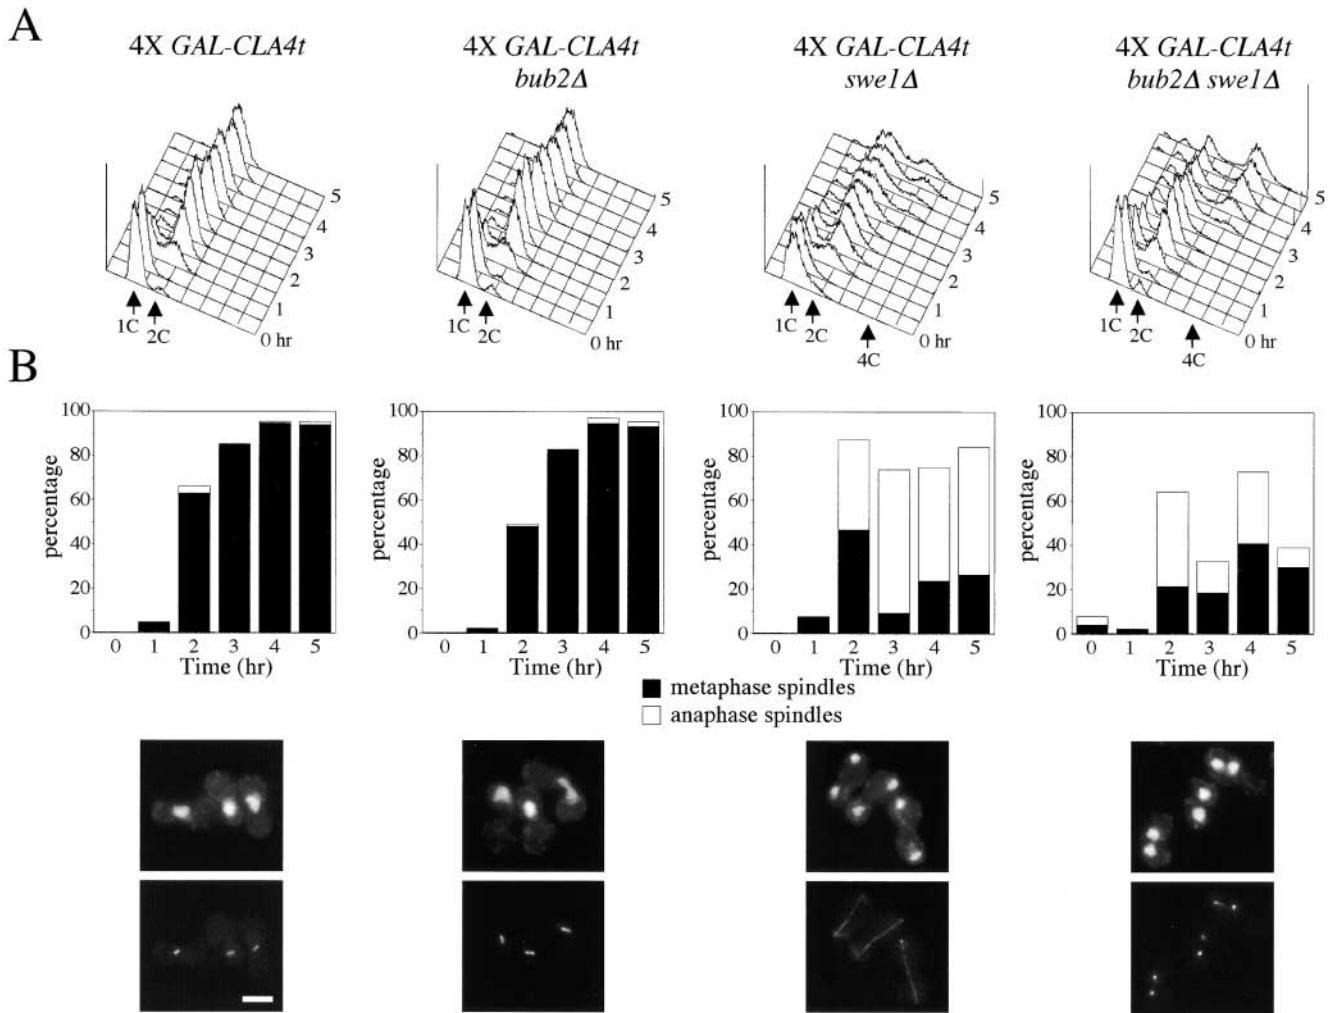 A
4X GAL-CLA4t
4X GAL-CLA4t
bub2Δ
4X GAL-CLA4t
swe1Δ
4X GAL-CLA4t
bub2Δ swe1Δ
5
4
3
2
1
0 hr
1C
2C
5
4
3
2
1
0 hr
1C
2C
5
4
3
2
1
0 hr
1C
2C
4C
5
4
3
2
1
0 hr
1C
2C
4C
B
percentage
100
80
60
40
20
0
0 1 2 3 4 5
Time (hr)
percentage
100
80
60
40
20
0
0 1 2 3 4 5
Time (hr)
percentage
100
80
60
40
20
0
0 1 2 3 4 5
Time (hr)
percentage
100
80
60
40
20
0
0 1 2 3 4 5
Time (hr)
metaphase spindles
anaphase spindles